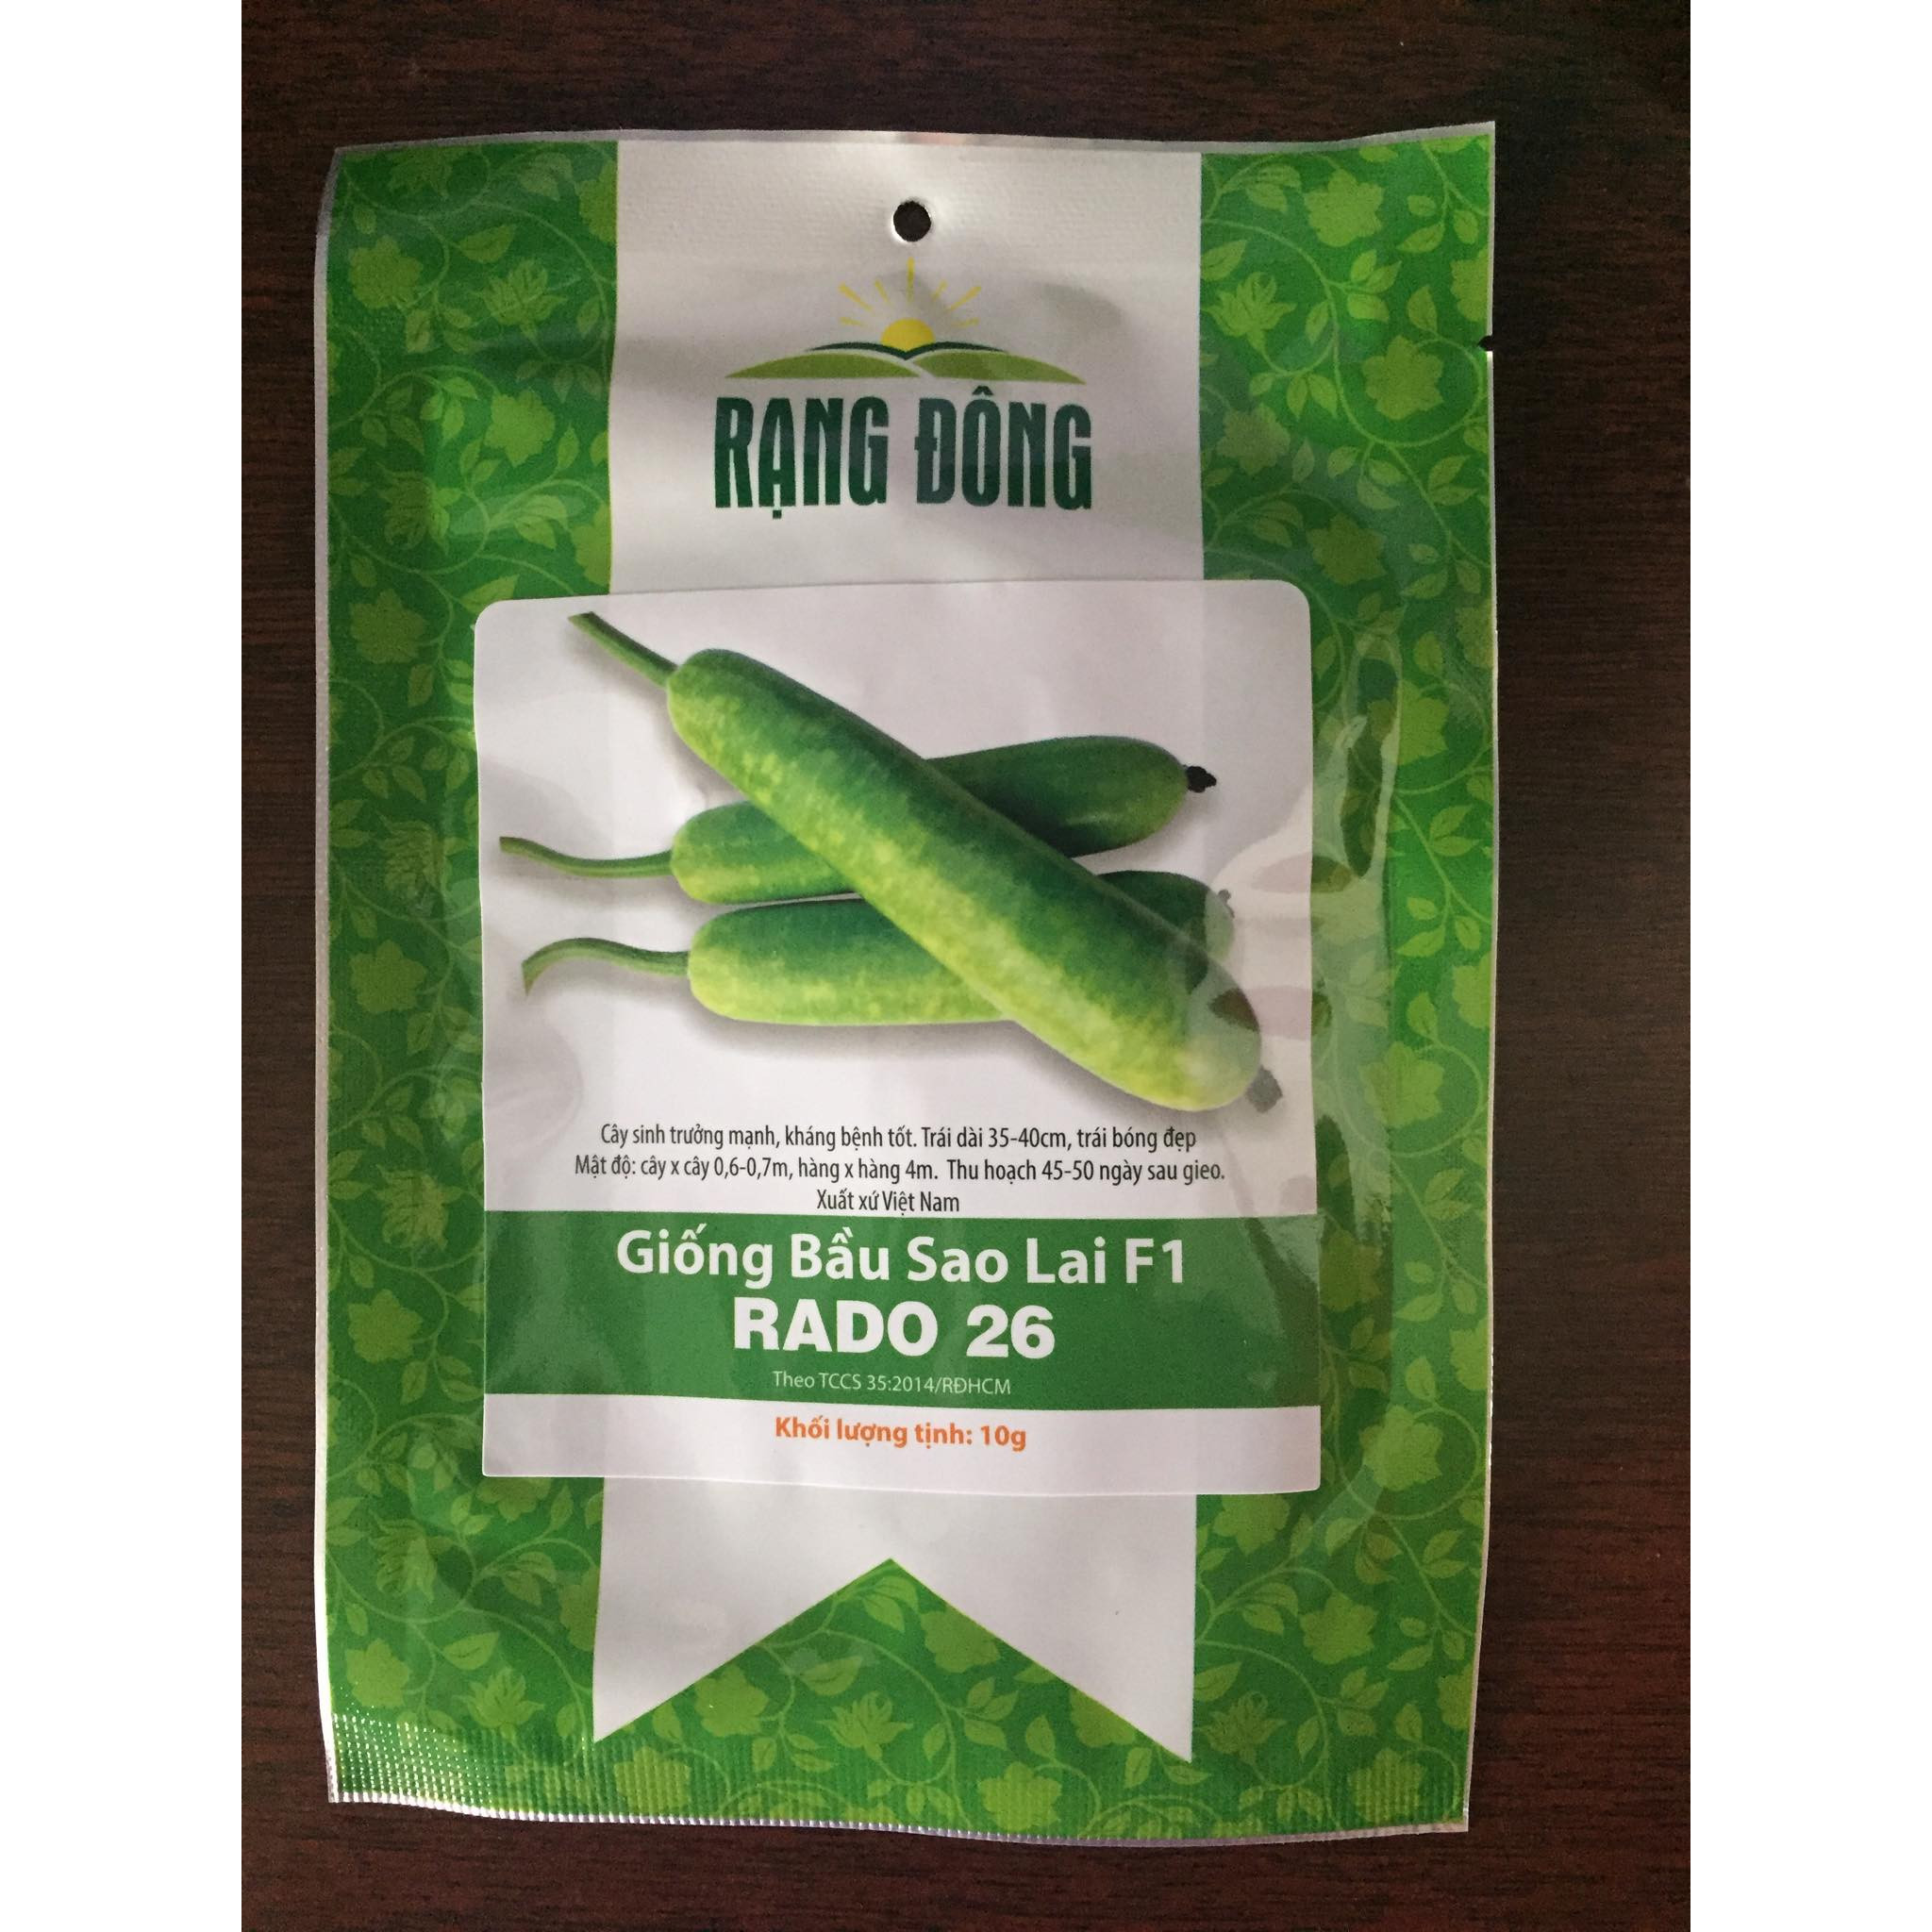 RẠNG ĐÔNG
Cây sinh trưởng mạnh, kháng bệnh tốt. Trái dài 35-40cm, trái bóng đẹp
Mật độ: cây x cây 0,6-0,7m, hàng x hàng 4m. Thu hoạch 45-50 ngày sau gieo.
Xuất xứ Việt Nam
Giống Bầu Sao Lai F1
RADO 26
Theo TCCS 35:2014/RĐHCM
Khối lượng tịnh: 10g